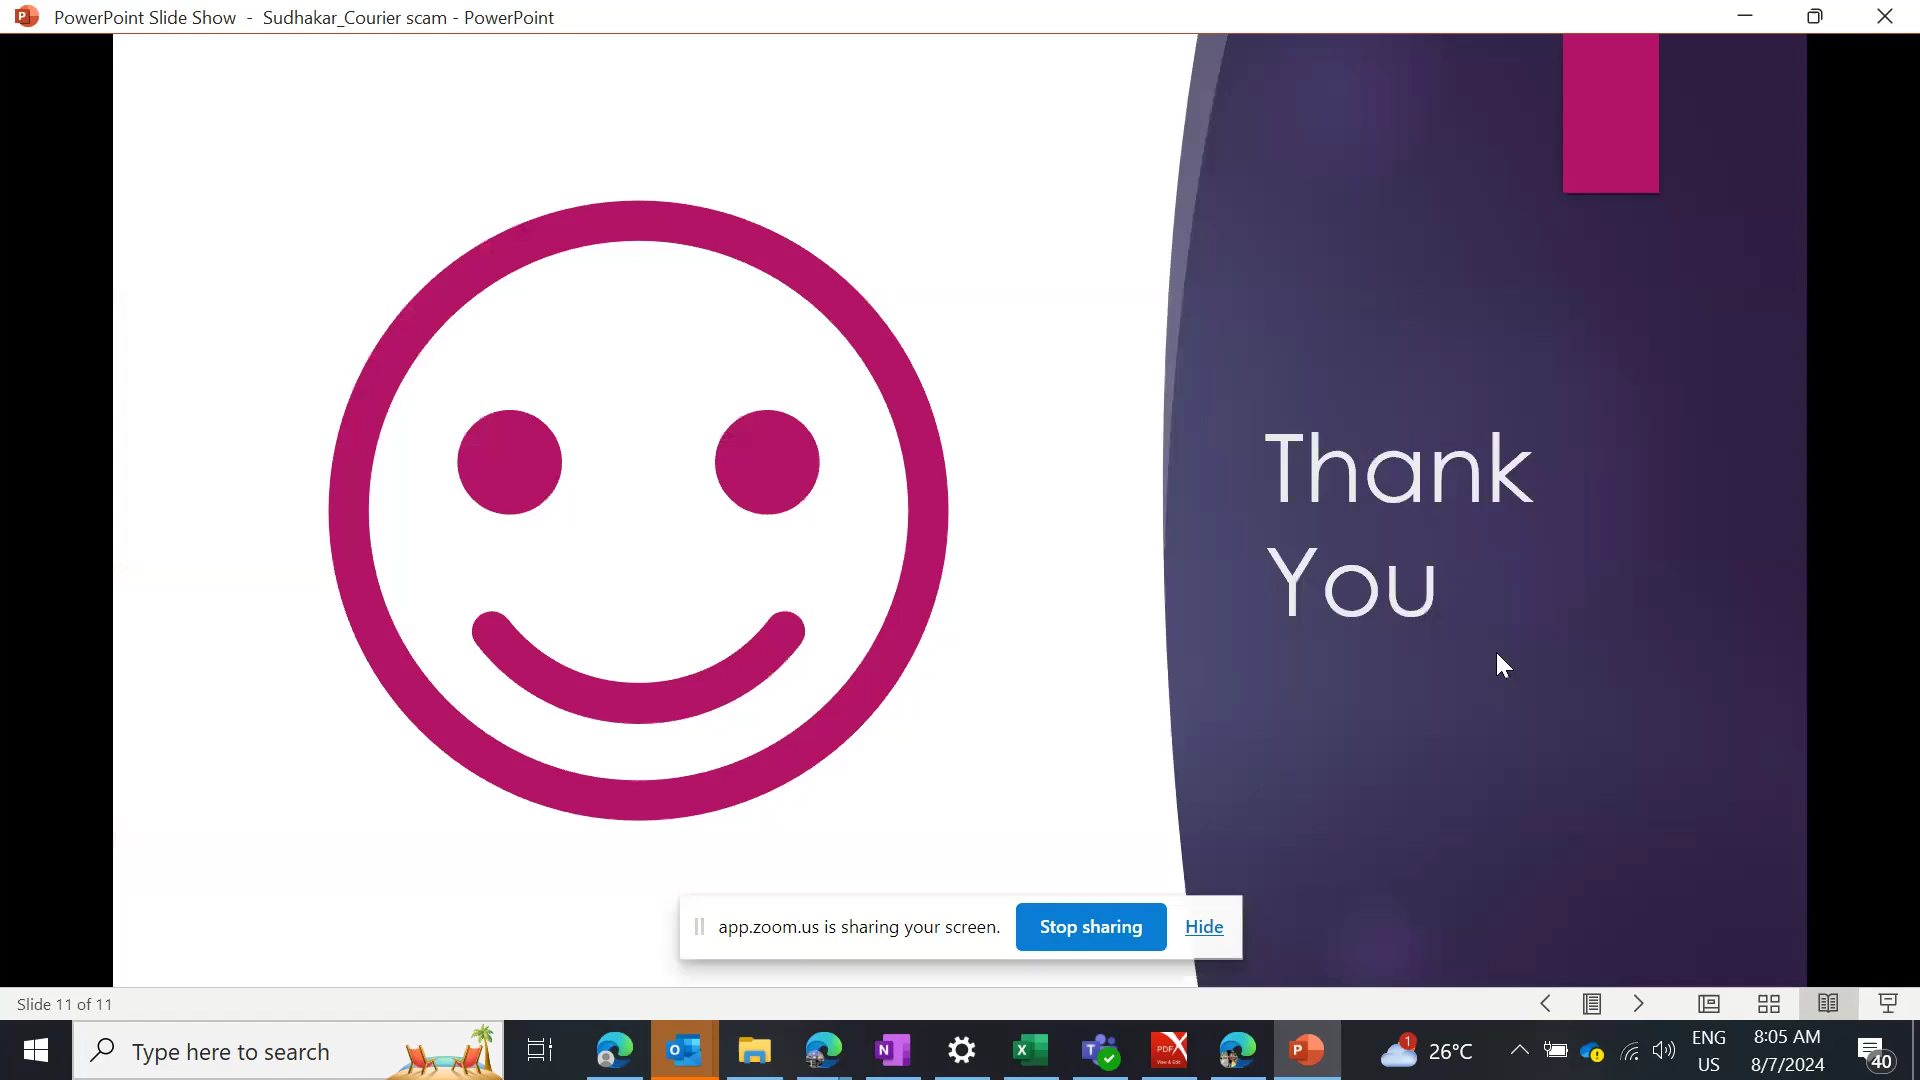 PowerPoint Slide Show - Sudhakar_Courier scam - PowerPoint
Thank
You
app.zoom.us is sharing your screen.
Stop sharing
Hide
Slide 11 of 11
Type here to search
1
26°C
ENG
US
8:05 AM
8/7/2024
40